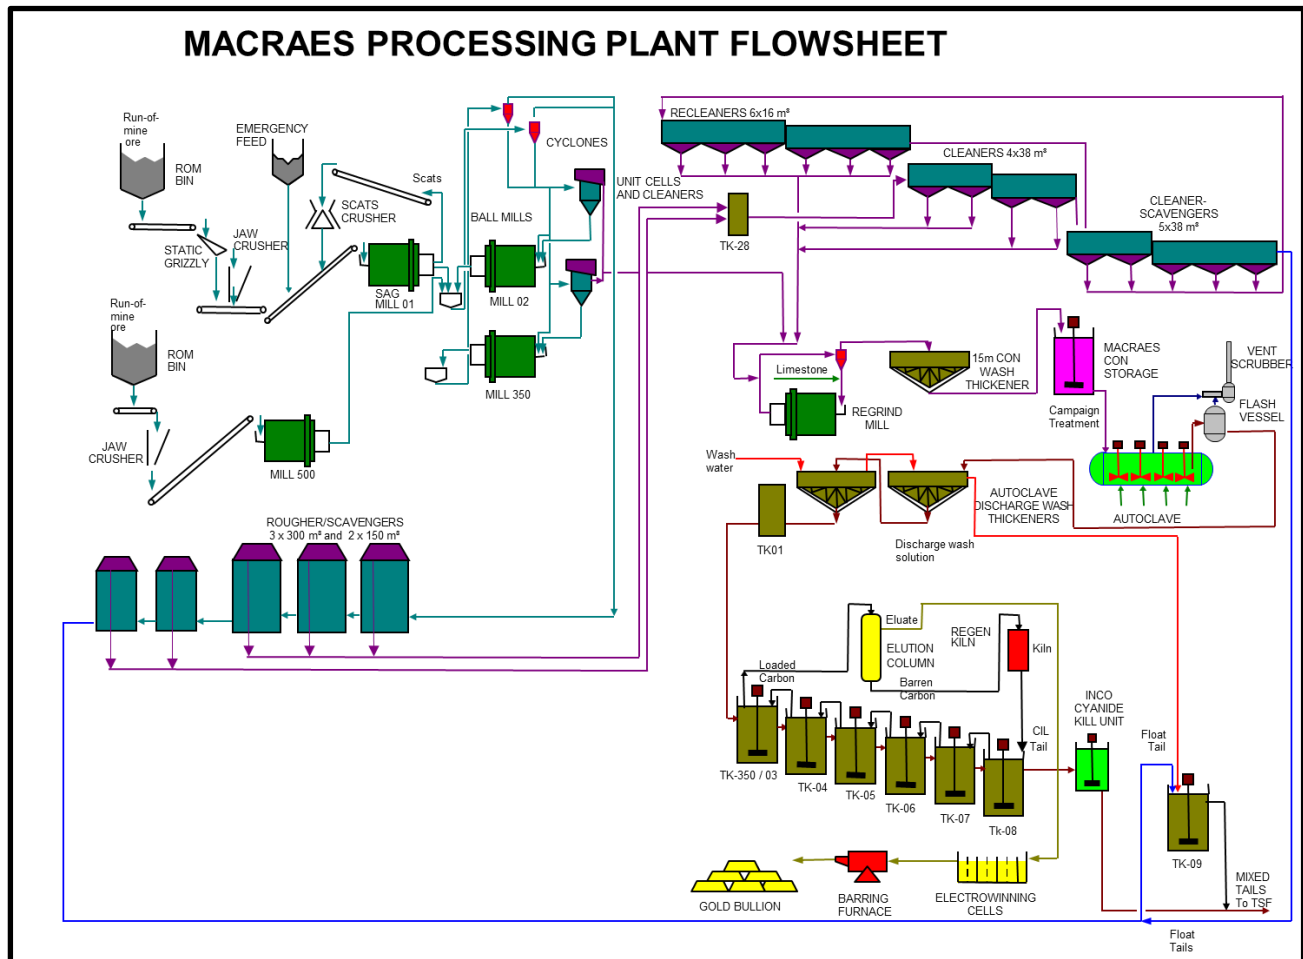 MACRAES PROCESSING PLANT FLOWSHEET
Run-of-
mine
ore
ROM
BIN
EMERGENCY
FEED
Scats
SCATS
CRUSHER
STATIC
GRIZZLY
JAW
CRUSHER
SAG
MILL 01
BALL MILLS
MILL 02
CYCLONES
UNIT CELLS
AND CLEANERS
MILL 350
Run-of-
mine
ore
ROM
BIN
JAW
CRUSHER
MILL 500
RECLEANERS 6x16 m³
CLEANERS 4x38 m³
CLEANER-
SCAVENGERS
5x38 m³
TK-28
Limestone
REGRIND
MILL
15m CON
WASH
THICKENER
MACRAES
CON
STORAGE
Campaign
Treatment
VENT
SCRUBBER
FLASH
VESSEL
AUTOCLAVE
Wash
water
TK01
AUTOCLAVE
DISCHARGE WASH
THICKENERS
Discharge wash
solution
ROUGHER/SCAVENGERS
3 x 300 m³ and 2 x 150 m³
Loaded
Carbon
Eluate
ELUTION
COLUMN
Barren
Carbon
REGEN
KILN
Kiln
CIL
Tail
TK-350 / 03
TK-04
TK-05
TK-06
TK-07
Tk-08
INCO
CYANIDE
KILL UNIT
Float
Tail
TK-09
MIXED
TAILS
To TSF
Float
Tails
GOLD BULLION
BARRING
FURNACE
ELECTROWINNING
CELLS